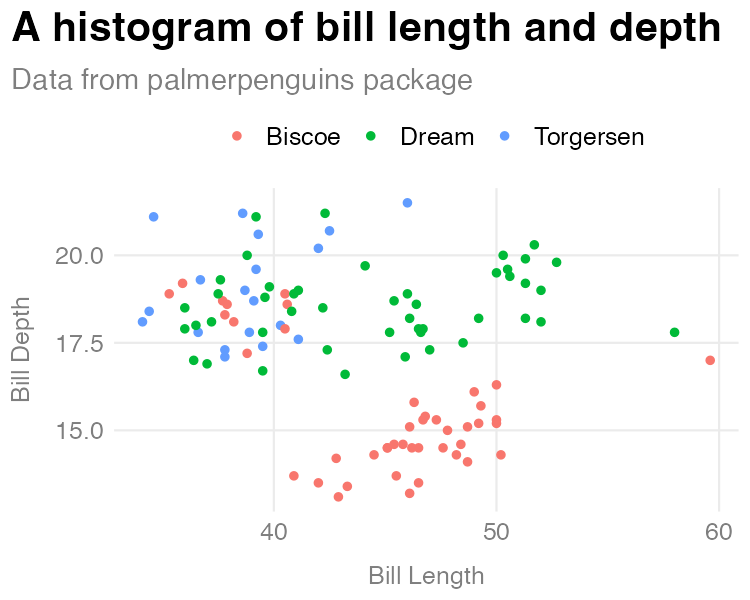 A histogram of bill length and depth
Data from palmerpenguins package
Biscoe Dream Torgersen
20.0
17.5
15.0
Bill Depth
40 50 60
Bill Length